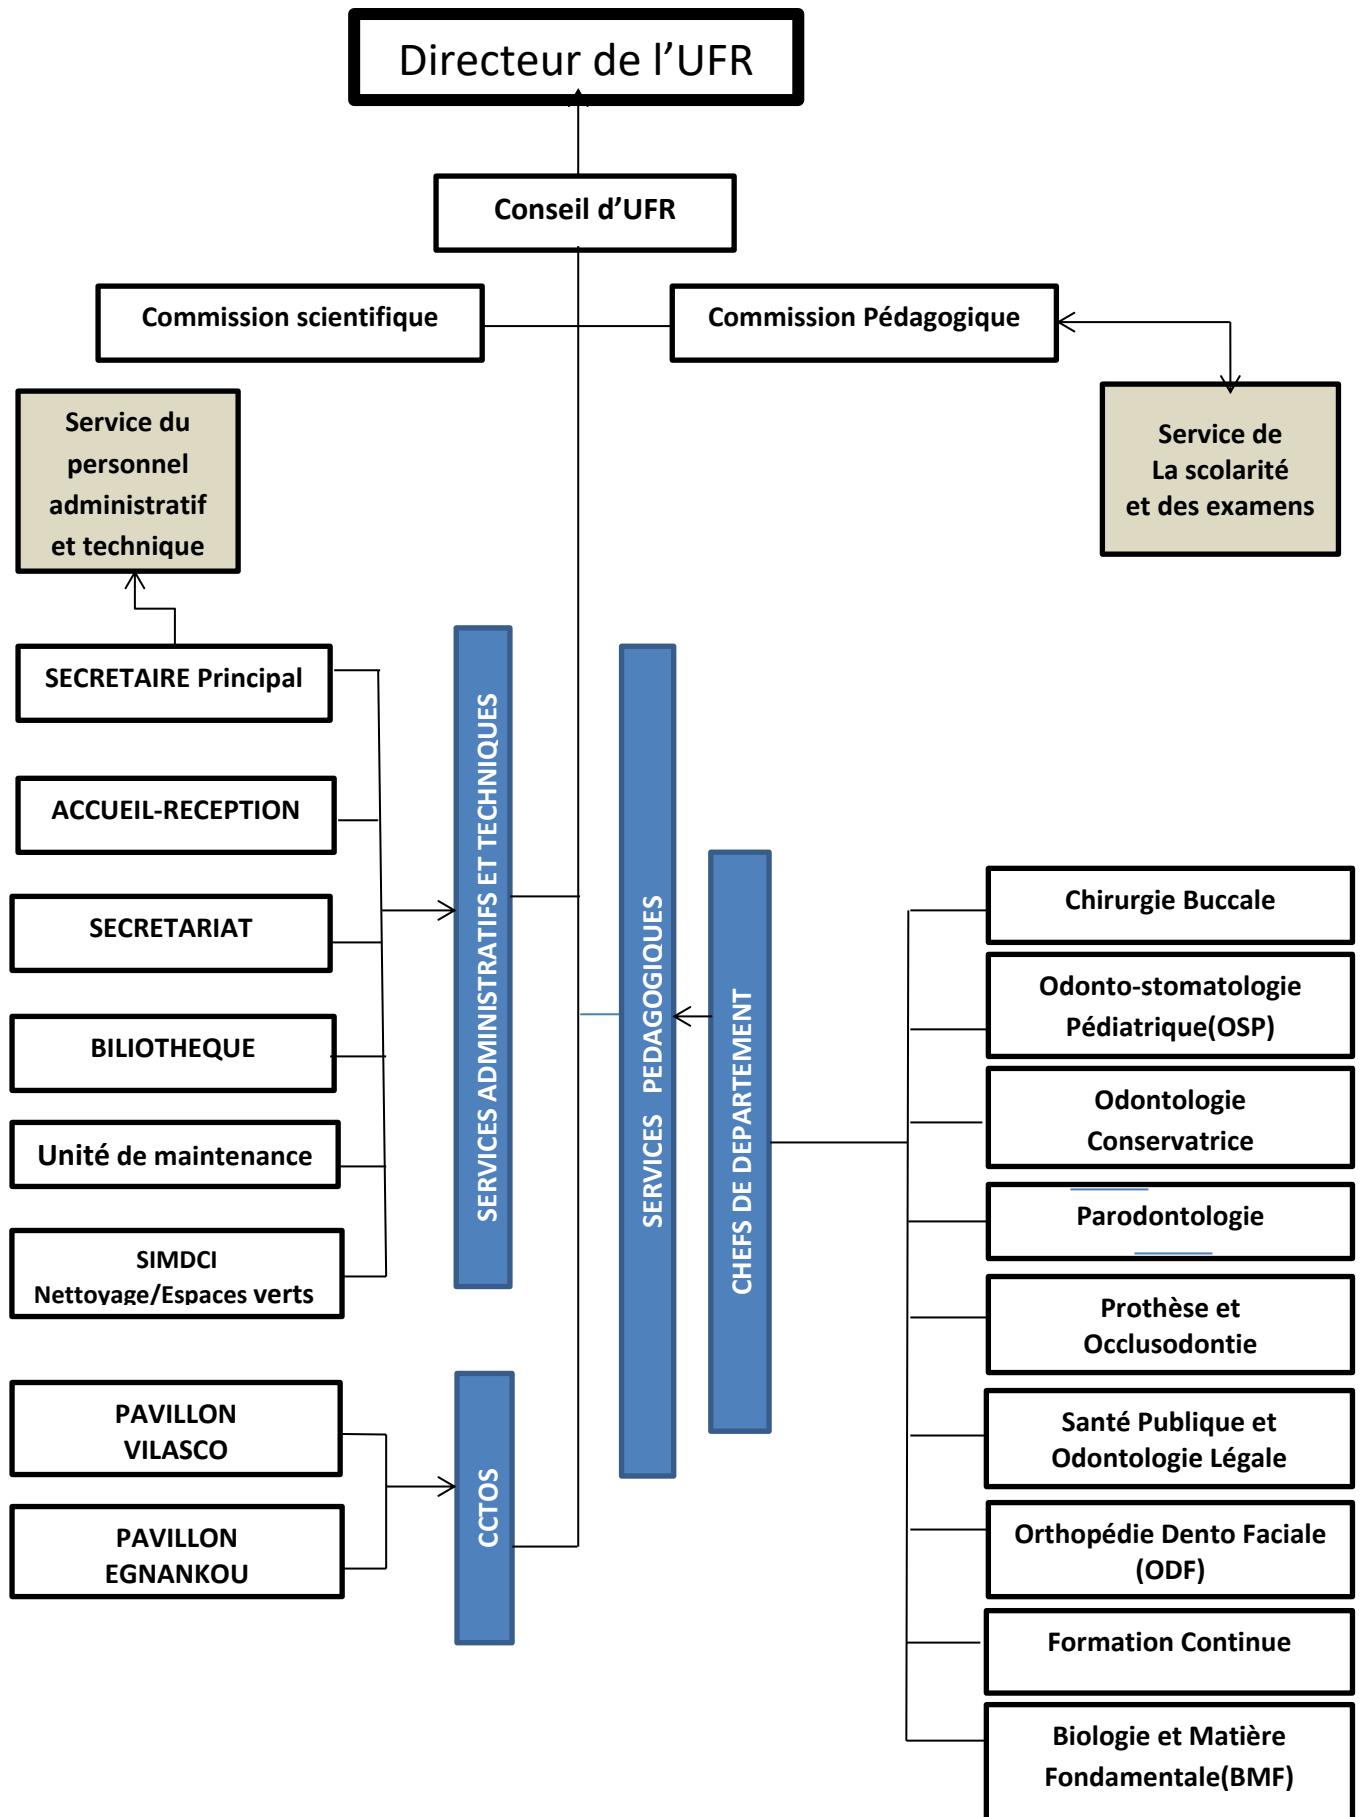 Directeur de l’UFR
Conseil d’UFR
Commission scientifique
Commission Pédagogique
Service du
personnel
administratif
et technique
Service de
La scolarité
et des examens
SECRETAIRE Principal
ACCUEIL-RECEPTION
SECRETARIAT
BILIOTHEQUE
Unité de maintenance
SIMDCI
Nettoyage/Espaces verts
PAVILLON
VILASCO
PAVILLON
EGNANKOU
SERVICES ADMINISTRATIFS ET TECHNIQUES
CCTOS
SERVICES PEDAGOGIQUES
CHEFS DE DEPARTEMENT
Chirurgie Buccale
Odonto-stomatologie
Pédiatrique(OSP)
Odontologie
Conservatrice
Parodontologie
Prothèse et
Occlusodontie
Santé Publique et
Odontologie Légale
Orthopédie Dento Faciale
(ODF)
Formation Continue
Biologie et Matière
Fondamentale(BMF)